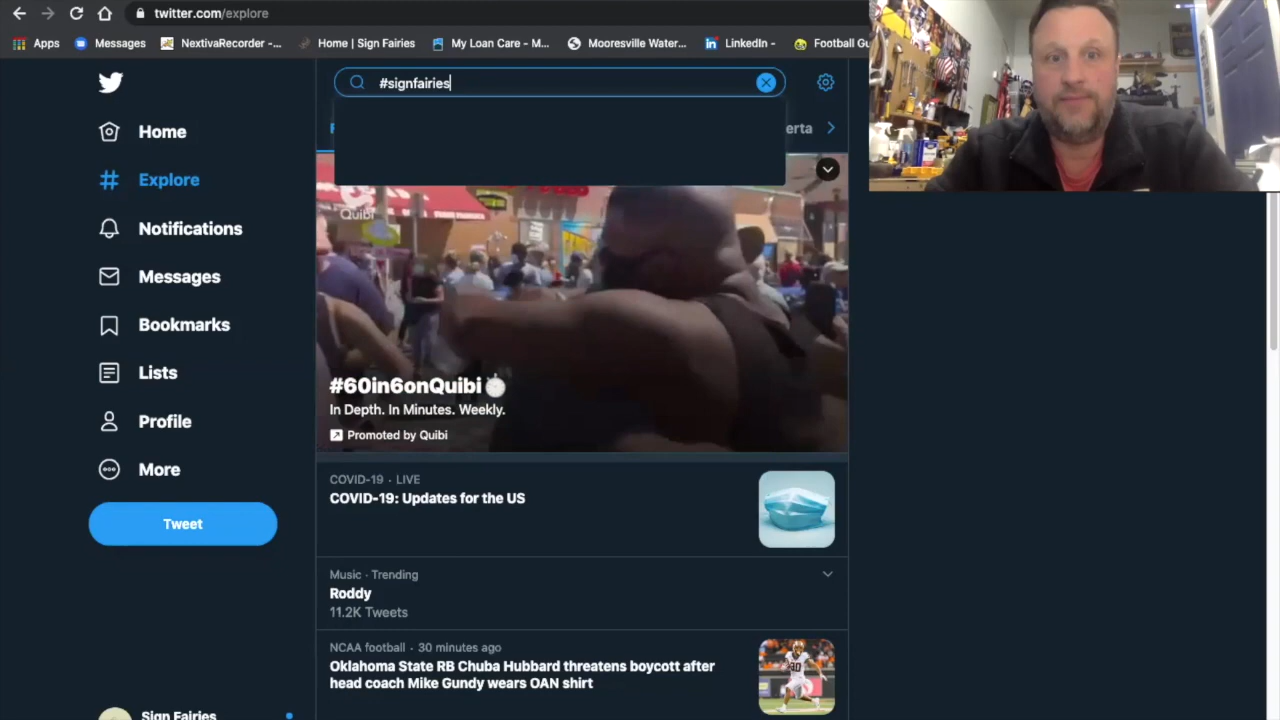 twitter.com/explore
Apps
Messages
NextivaRecorder -...
Home | Sign Fairies
My Loan Care - M...
Mooresville Water...
LinkedIn -
Football Gu
#signfairies
erta
Home
Explore
Notifications
Messages
Bookmarks
Lists
Profile
More
Tweet
Quibi
#60in6onQuibi
In Depth. In Minutes. Weekly.
Promoted by Quibi
COVID-19 · LIVE
COVID-19: Updates for the US
Music · Trending
Roddy
11.2K Tweets
NCAA football · 30 minutes ago
Oklahoma State RB Chuba Hubbard threatens boycott after
head coach Mike Gundy wears OAN shirt
Sign Fairies